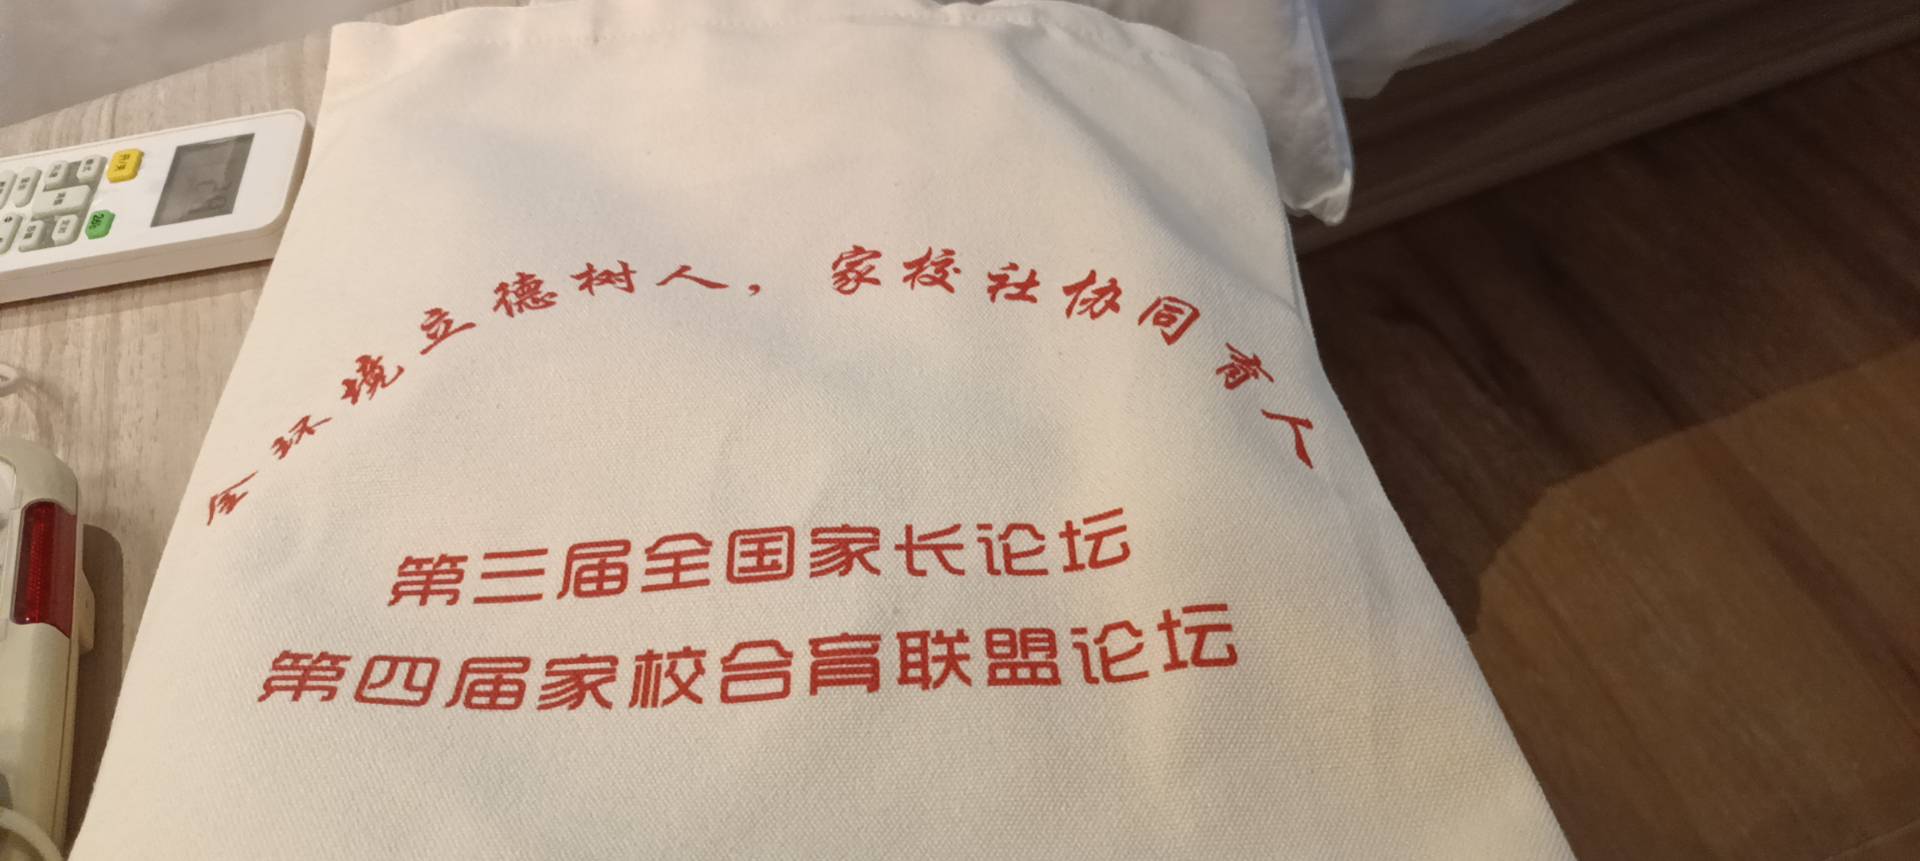 全环境立德树人，家校社协同育人
第三届全国家长论坛
第四届家校合育联盟论坛